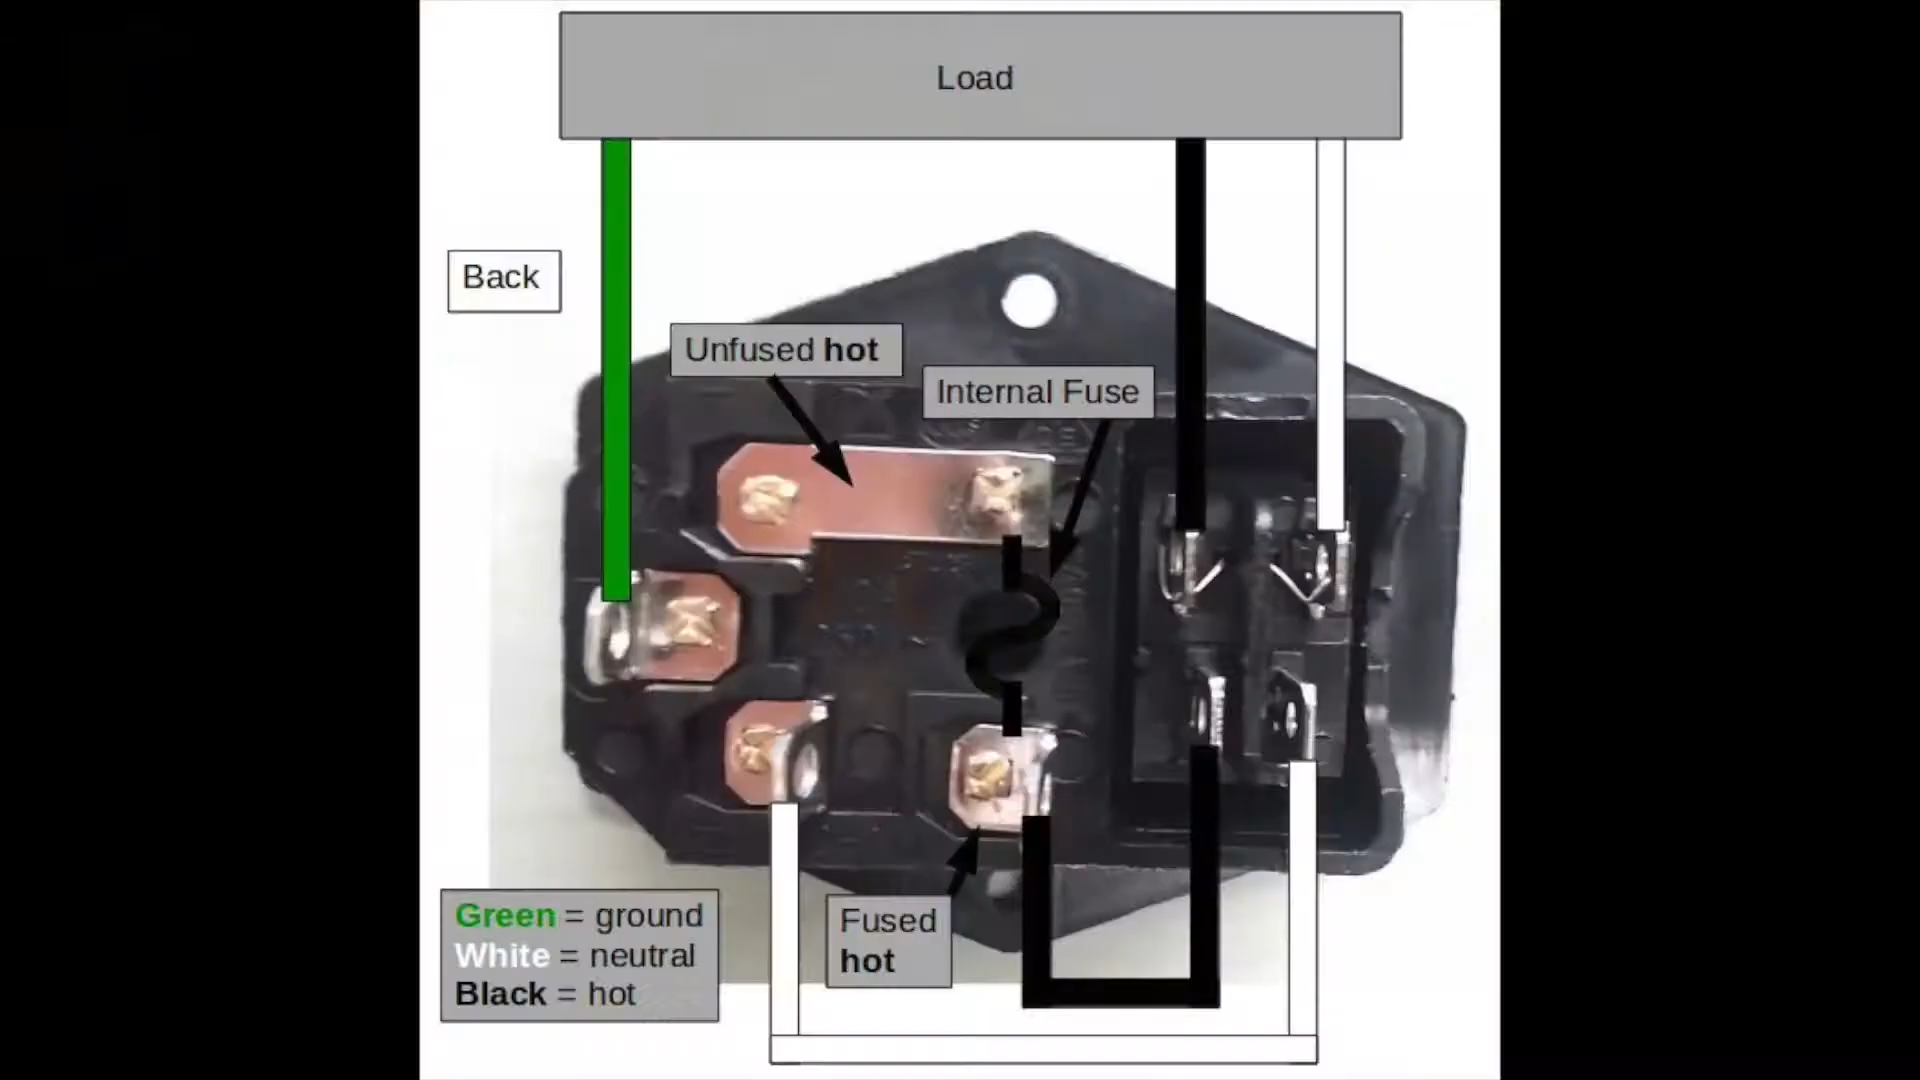 Load
Back
Unfused hot
Internal Fuse
Green = ground
White = neutral
Black = hot
Fused
hot